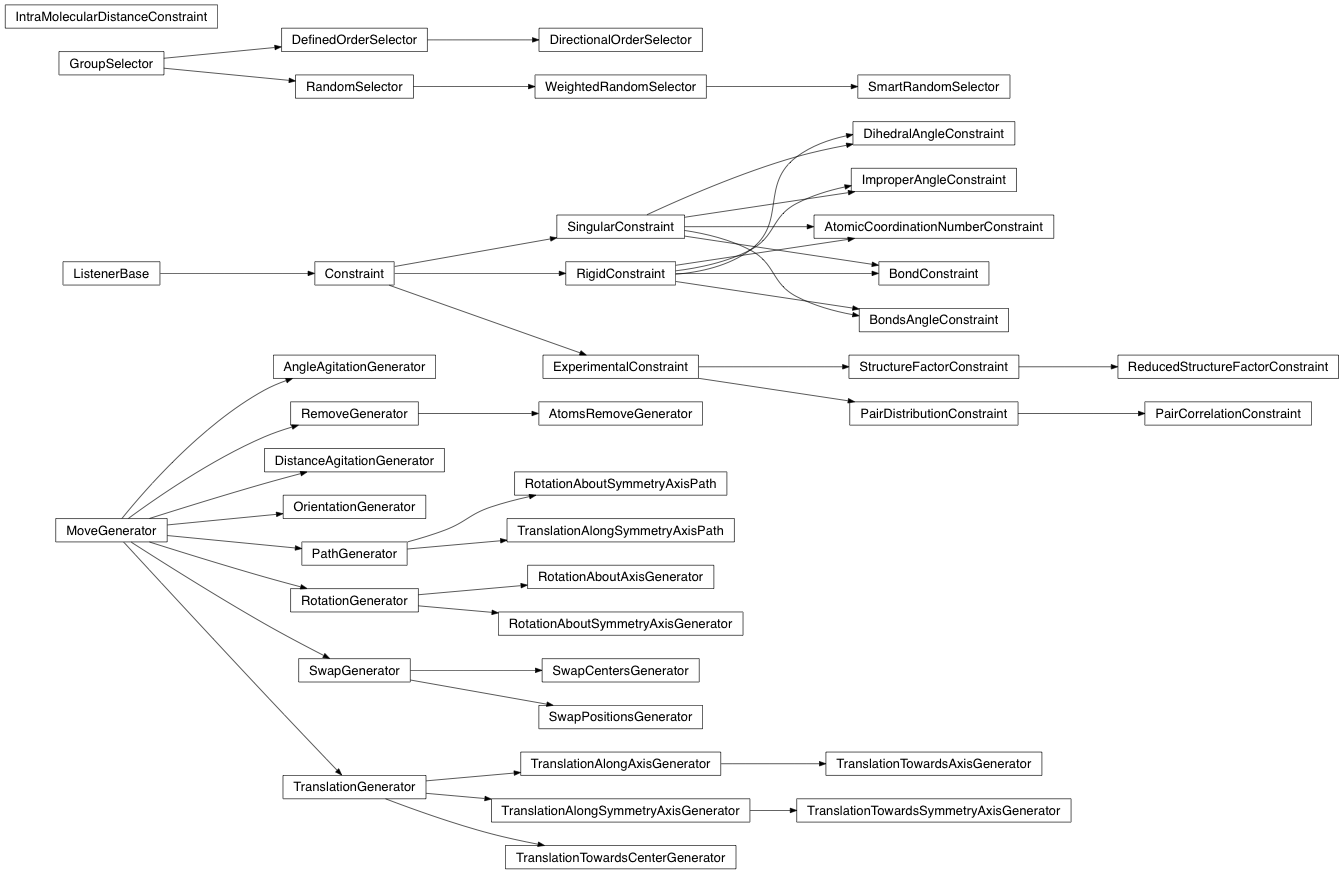 IntraMolecularDistanceConstraint
DefinedOrderSelector
DirectionalOrderSelector
GroupSelector
RandomSelector
WeightedRandomSelector
SmartRandomSelector
DihedralAngleConstraint
ImproperAngleConstraint
SingularConstraint
AtomicCoordinationNumberConstraint
ListenerBase
Constraint
RigidConstraint
BondConstraint
BondsAngleConstraint
AngleAgitationGenerator
ExperimentalConstraint
StructureFactorConstraint
ReducedStructureFactorConstraint
RemoveGenerator
AtomsRemoveGenerator
PairDistributionConstraint
PairCorrelationConstraint
DistanceAgitationGenerator
RotationAboutSymmetryAxisPath
OrientationGenerator
MoveGenerator
TranslationAlongSymmetryAxisPath
PathGenerator
RotationAboutAxisGenerator
RotationGenerator
RotationAboutSymmetryAxisGenerator
SwapGenerator
SwapCentersGenerator
SwapPositionsGenerator
TranslationAlongAxisGenerator
TranslationTowardsAxisGenerator
TranslationGenerator
TranslationAlongSymmetryAxisGenerator
TranslationTowardsSymmetryAxisGenerator
TranslationTowardsCenterGenerator